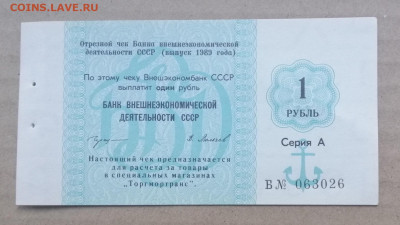 COINS.LAVE.RU
Отрезной чек Банка внешнеэкономической
деятельности СССР (выпуск 1989 года)
По этому чеку Внешэкономбанк СССР
выплатит один рубль
БАНК ВНЕШНЕЭКОНОМИЧЕСКОЙ
ДЕЯТЕЛЬНОСТИ СССР
Настоящий чек предназначается
для расчета за товары
в специальных магазинах
"Торгмортранс"
1
РУБЛЬ
Серия А
Б№ 063026